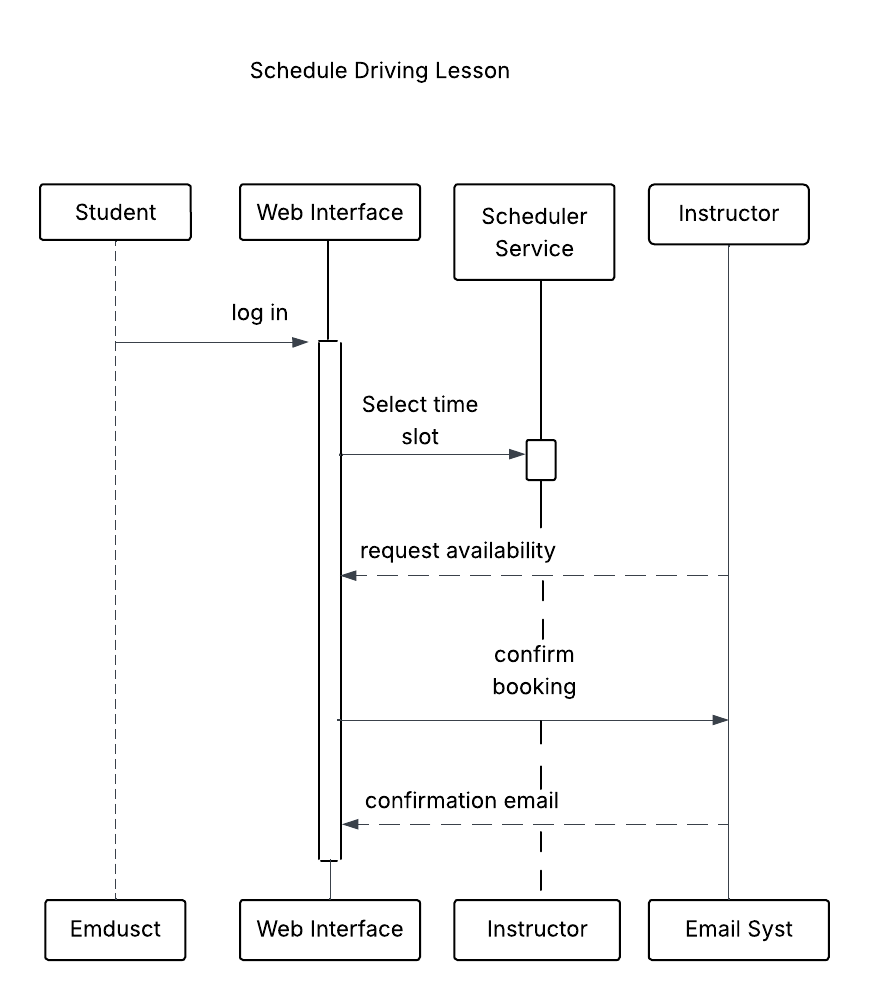 Schedule Driving Lesson
Student
Web Interface
Scheduler
Service
Instructor
log in
Select time
slot
request availability
confirm
booking
confirmation email
Emdusct
Web Interface
Instructor
Email Syst